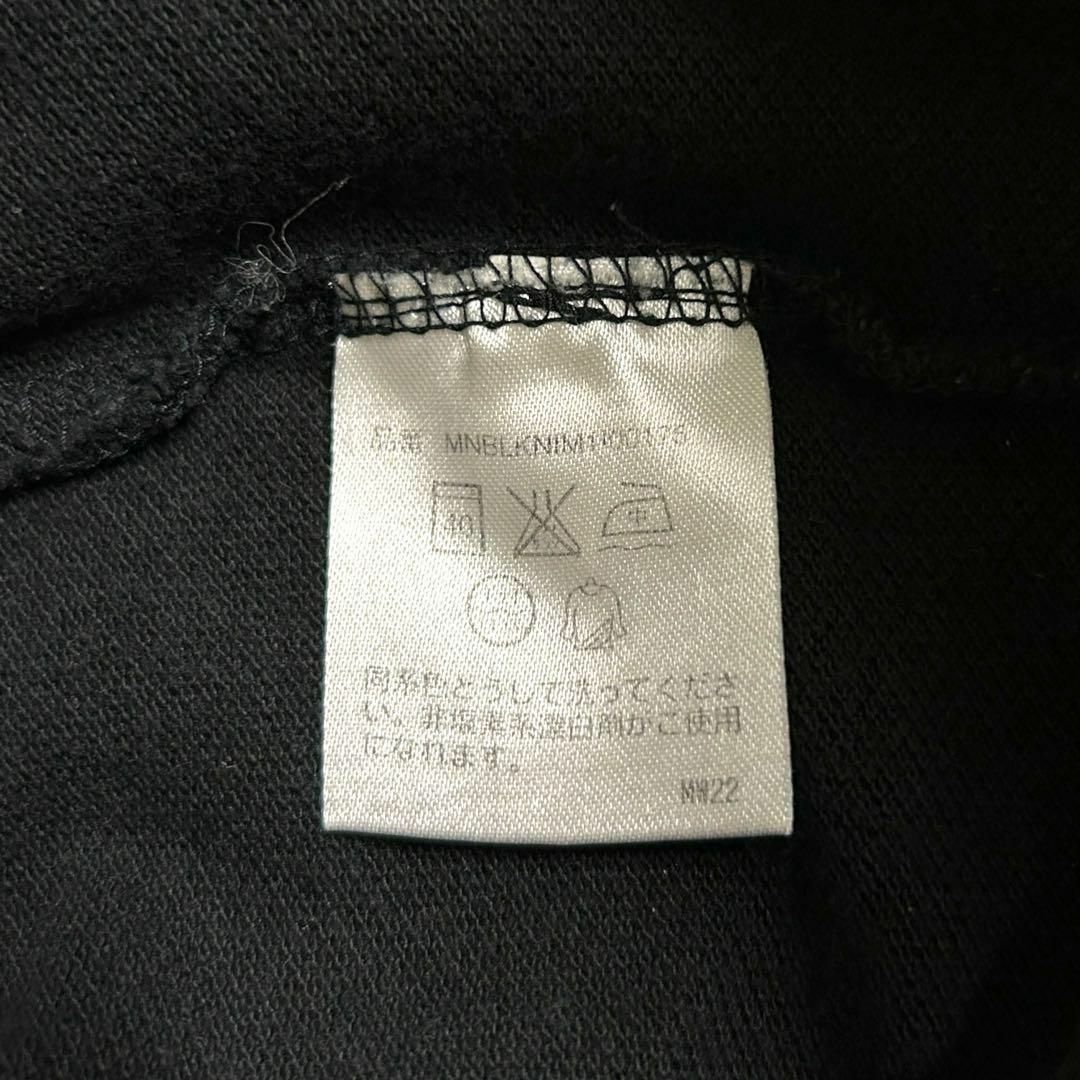 品番 MNBLKNIM1000175
40
中
同系色どうしで洗ってくださ
い。非塩素系漂白剤がご使用
になれます。
MW22